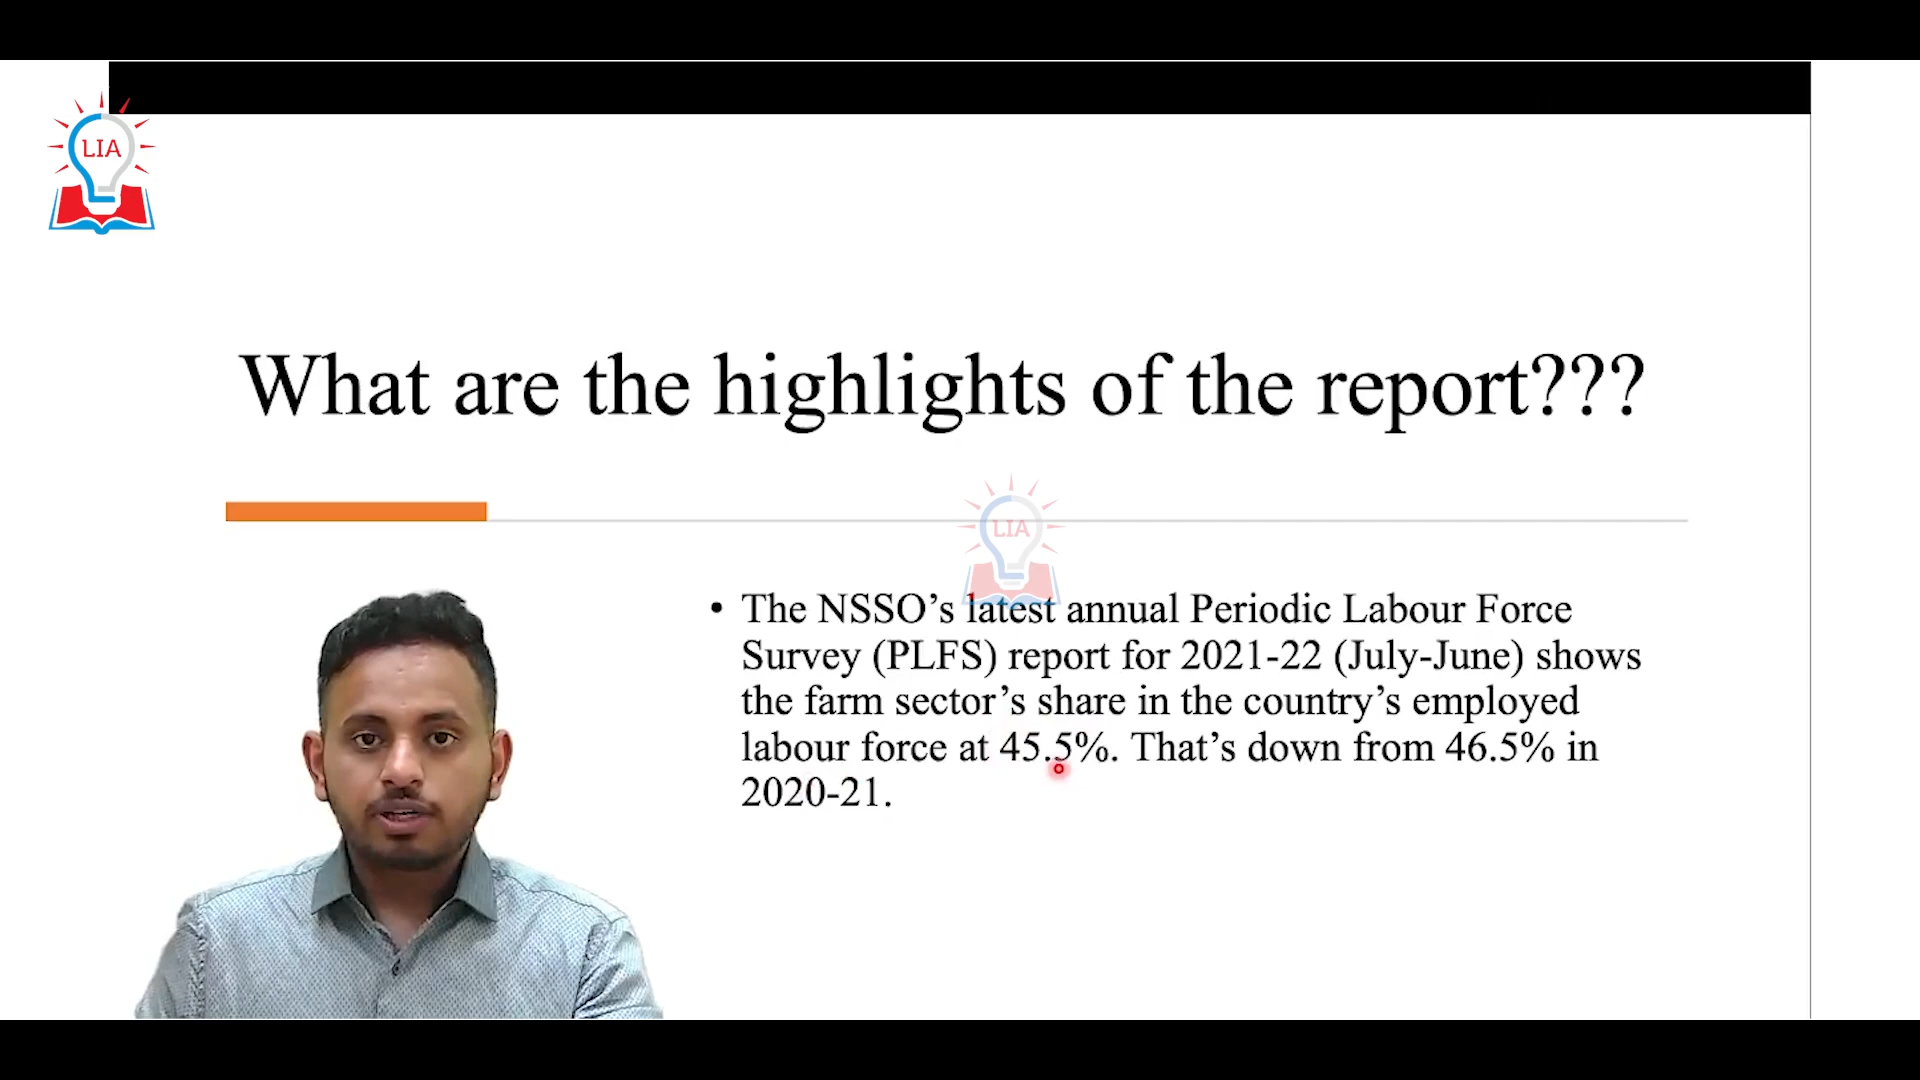 LIA
What are the highlights of the report???
LIA
• The NSSO’s latest annual Periodic Labour Force
Survey (PLFS) report for 2021-22 (July-June) shows
the farm sector’s share in the country’s employed
labour force at 45.5%. That’s down from 46.5% in
2020-21.